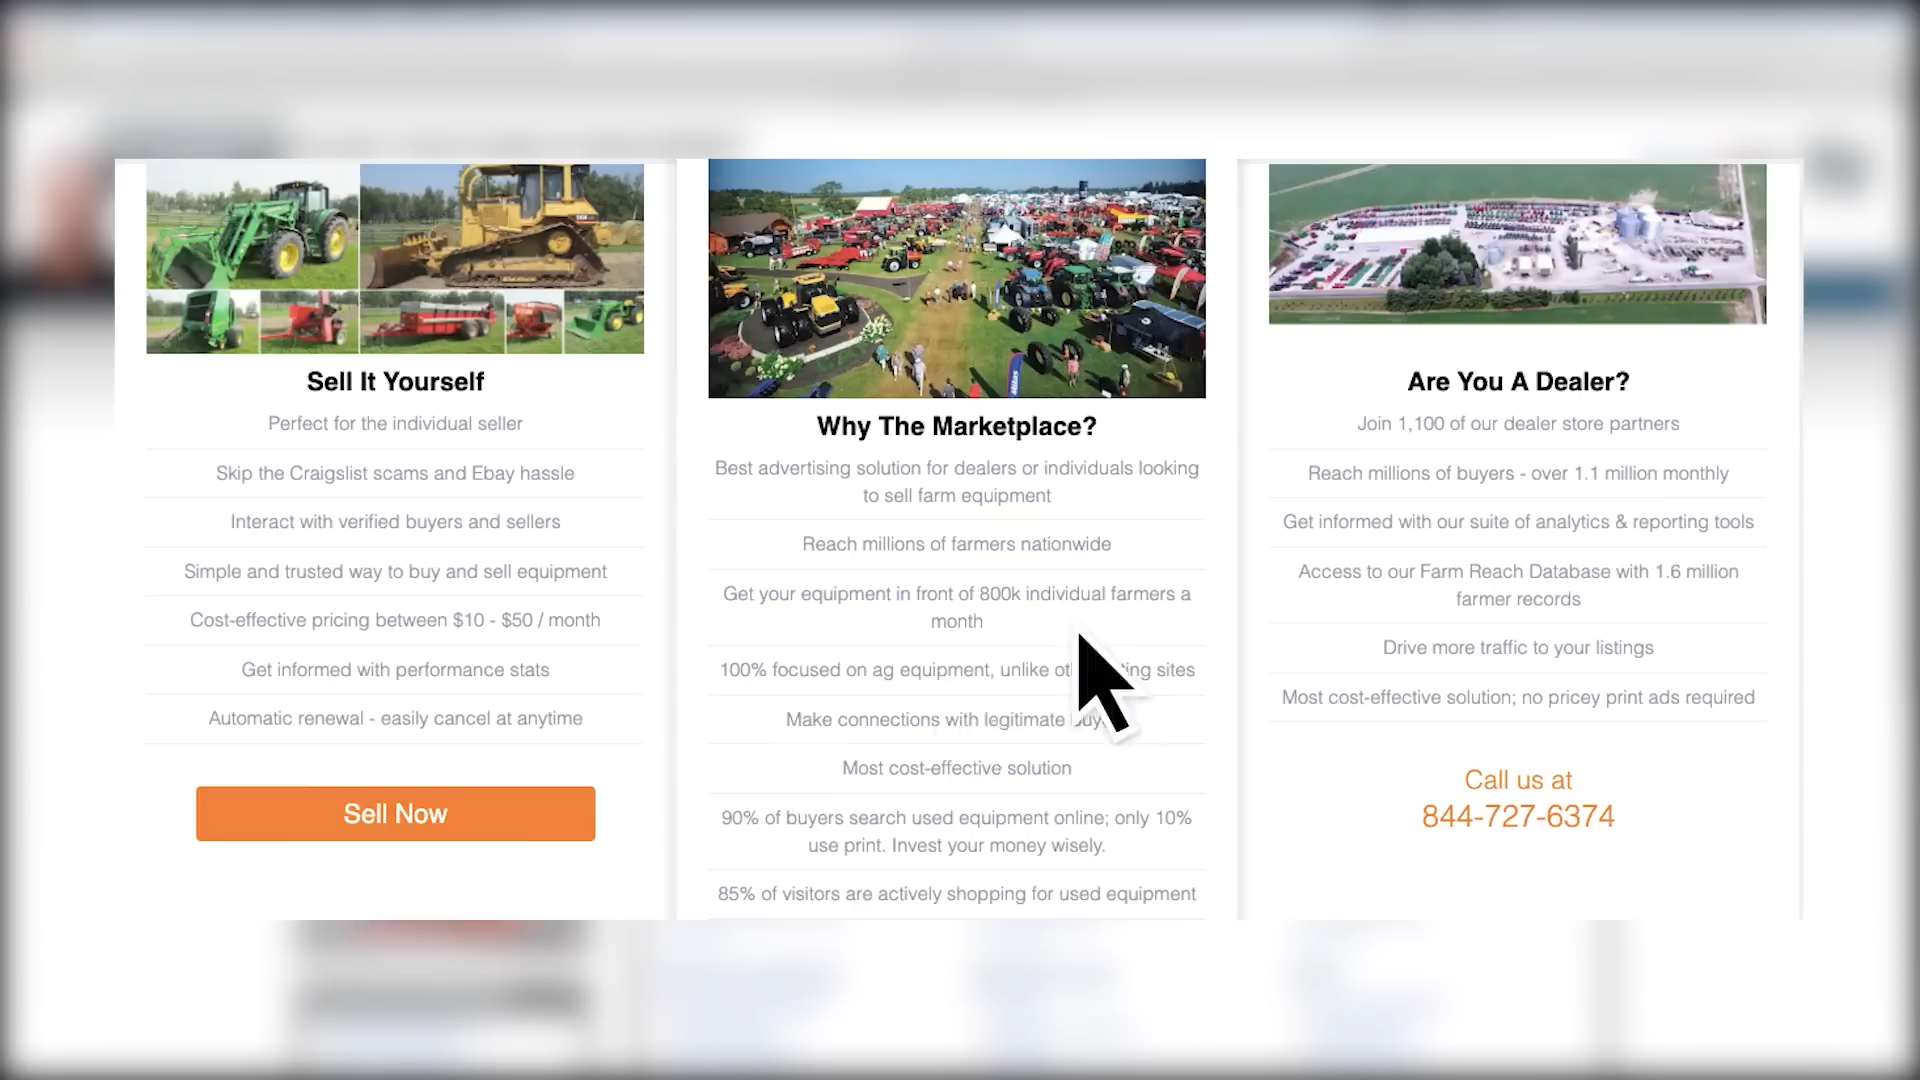 Sell It Yourself
Perfect for the individual seller
Skip the Craigslist scams and Ebay hassle
Interact with verified buyers and sellers
Simple and trusted way to buy and sell equipment
Cost-effective pricing between $10 - $50 / month
Get informed with performance stats
Automatic renewal - easily cancel at anytime
Sell Now
Why The Marketplace?
Best advertising solution for dealers or individuals looking
to sell farm equipment
Reach millions of farmers nationwide
Get your equipment in front of 800k individual farmers a
month
100% focused on ag equipment, unlike sites
Make connections with legitimate
Most cost-effective solution
90% of buyers search used equipment online; only 10%
use print. Invest your money wisely.
85% of visitors are actively shopping for used equipment
Are You A Dealer?
Join 1,100 of our dealer store partners
Reach millions of buyers - over 1.1 million monthly
Get informed with our suite of analytics & reporting tools
Access to our Farm Reach Database with 1.6 million
farmer records
Drive more traffic to your listings
Most cost-effective solution; no pricey print ads required
Call us at
844-727-6374